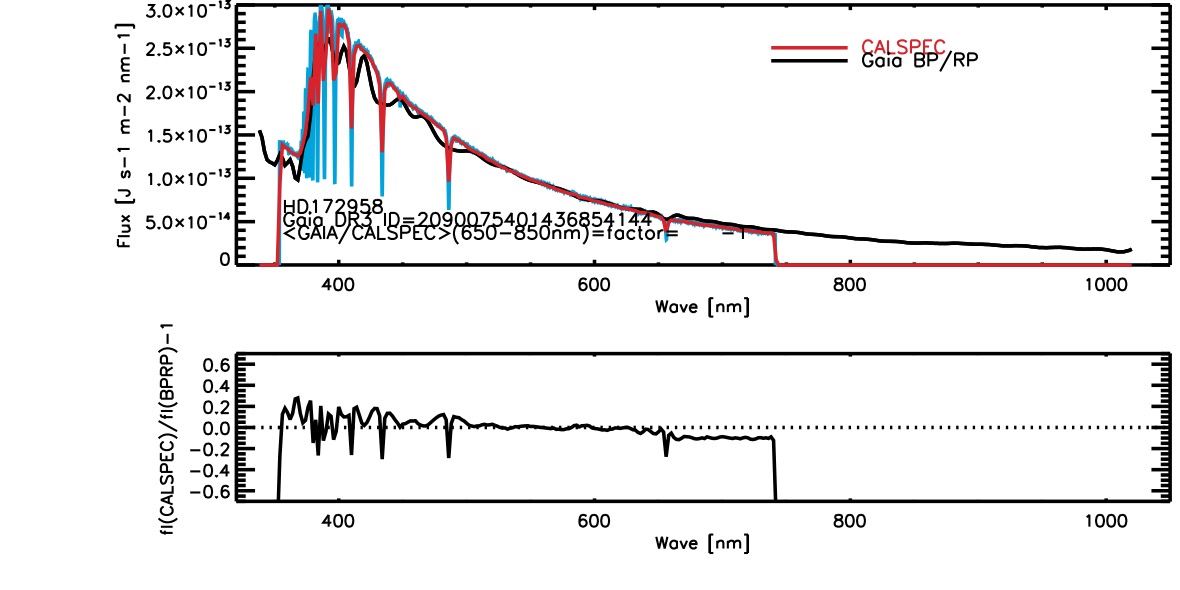 3.0×10−13
2.5×10−13
2.0×10−13
1.5×10−13
1.0×10−13
5.0×10−14
0
Flux [J s−1 m−2 nm−1]
CALSPEC
Gaia BP/RP
HD172958
Gaia DR3 ID=2090075401436854144
<GAIA/CALSPEC>(650−850nm)=factor= −1
400 600 800 1000
Wave [nm]
0.6
0.4
0.2
0.0
−0.2
−0.4
−0.6
fl(CALSPEC)/fl(BPRP)−1
400 600 800 1000
Wave [nm]